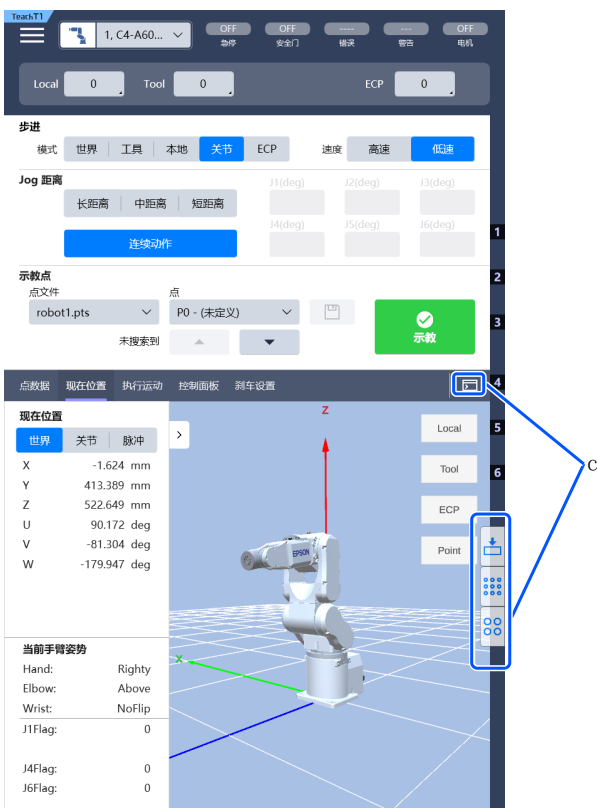 TeachT1
1, C4-A60...
OFF 急停
OFF 安全门
---- 错误
---- 警告
OFF 电机
Local 0 Tool 0 ECP 0
步进
模式 世界 工具 本地 关节 ECP 速度 高速 低速
Jog 距离
长距离 中距离 短距离
J1(deg) J2(deg) J3(deg)
J4(deg) J5(deg) J6(deg)
连续动作
1
示教点
2
点文件 点
robot1.pts P0 - (未定义)
3
示教
未搜索到
点数据 现在位置 执行运动 控制面板 刹车设置
4
现在位置
世界 关节 脉冲
X -1.624 mm
Y 413.389 mm
Z 522.649 mm
U 90.172 deg
V -81.304 deg
W -179.947 deg
Z
Local
5
Tool
6
ECP
Point
EPSON
X
C
当前手臂姿势
Hand: Righty
Elbow: Above
Wrist: NoFlip
J1Flag: 0
J4Flag: 0
J6Flag: 0